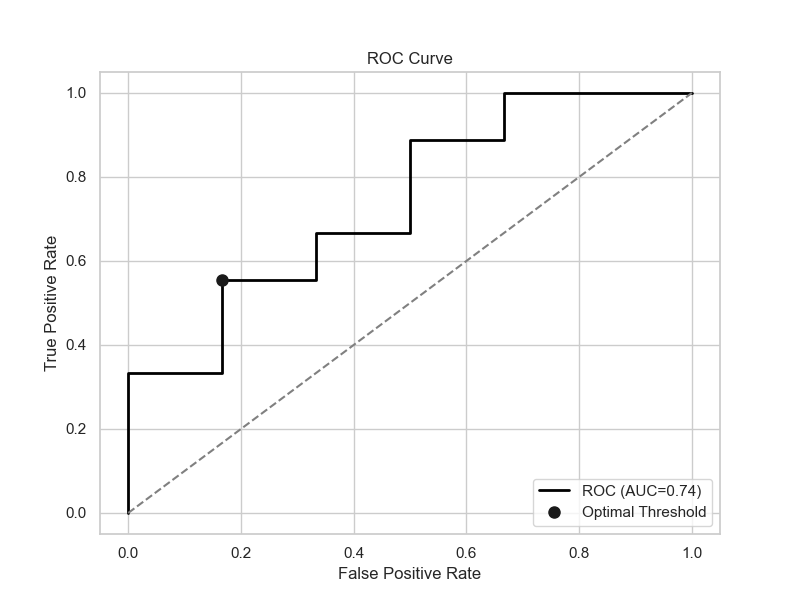 ROC Curve
1.0
0.8
0.6
0.4
0.2
0.0
True Positive Rate
0.0 0.2 0.4 0.6 0.8 1.0
False Positive Rate
ROC (AUC=0.74)
Optimal Threshold